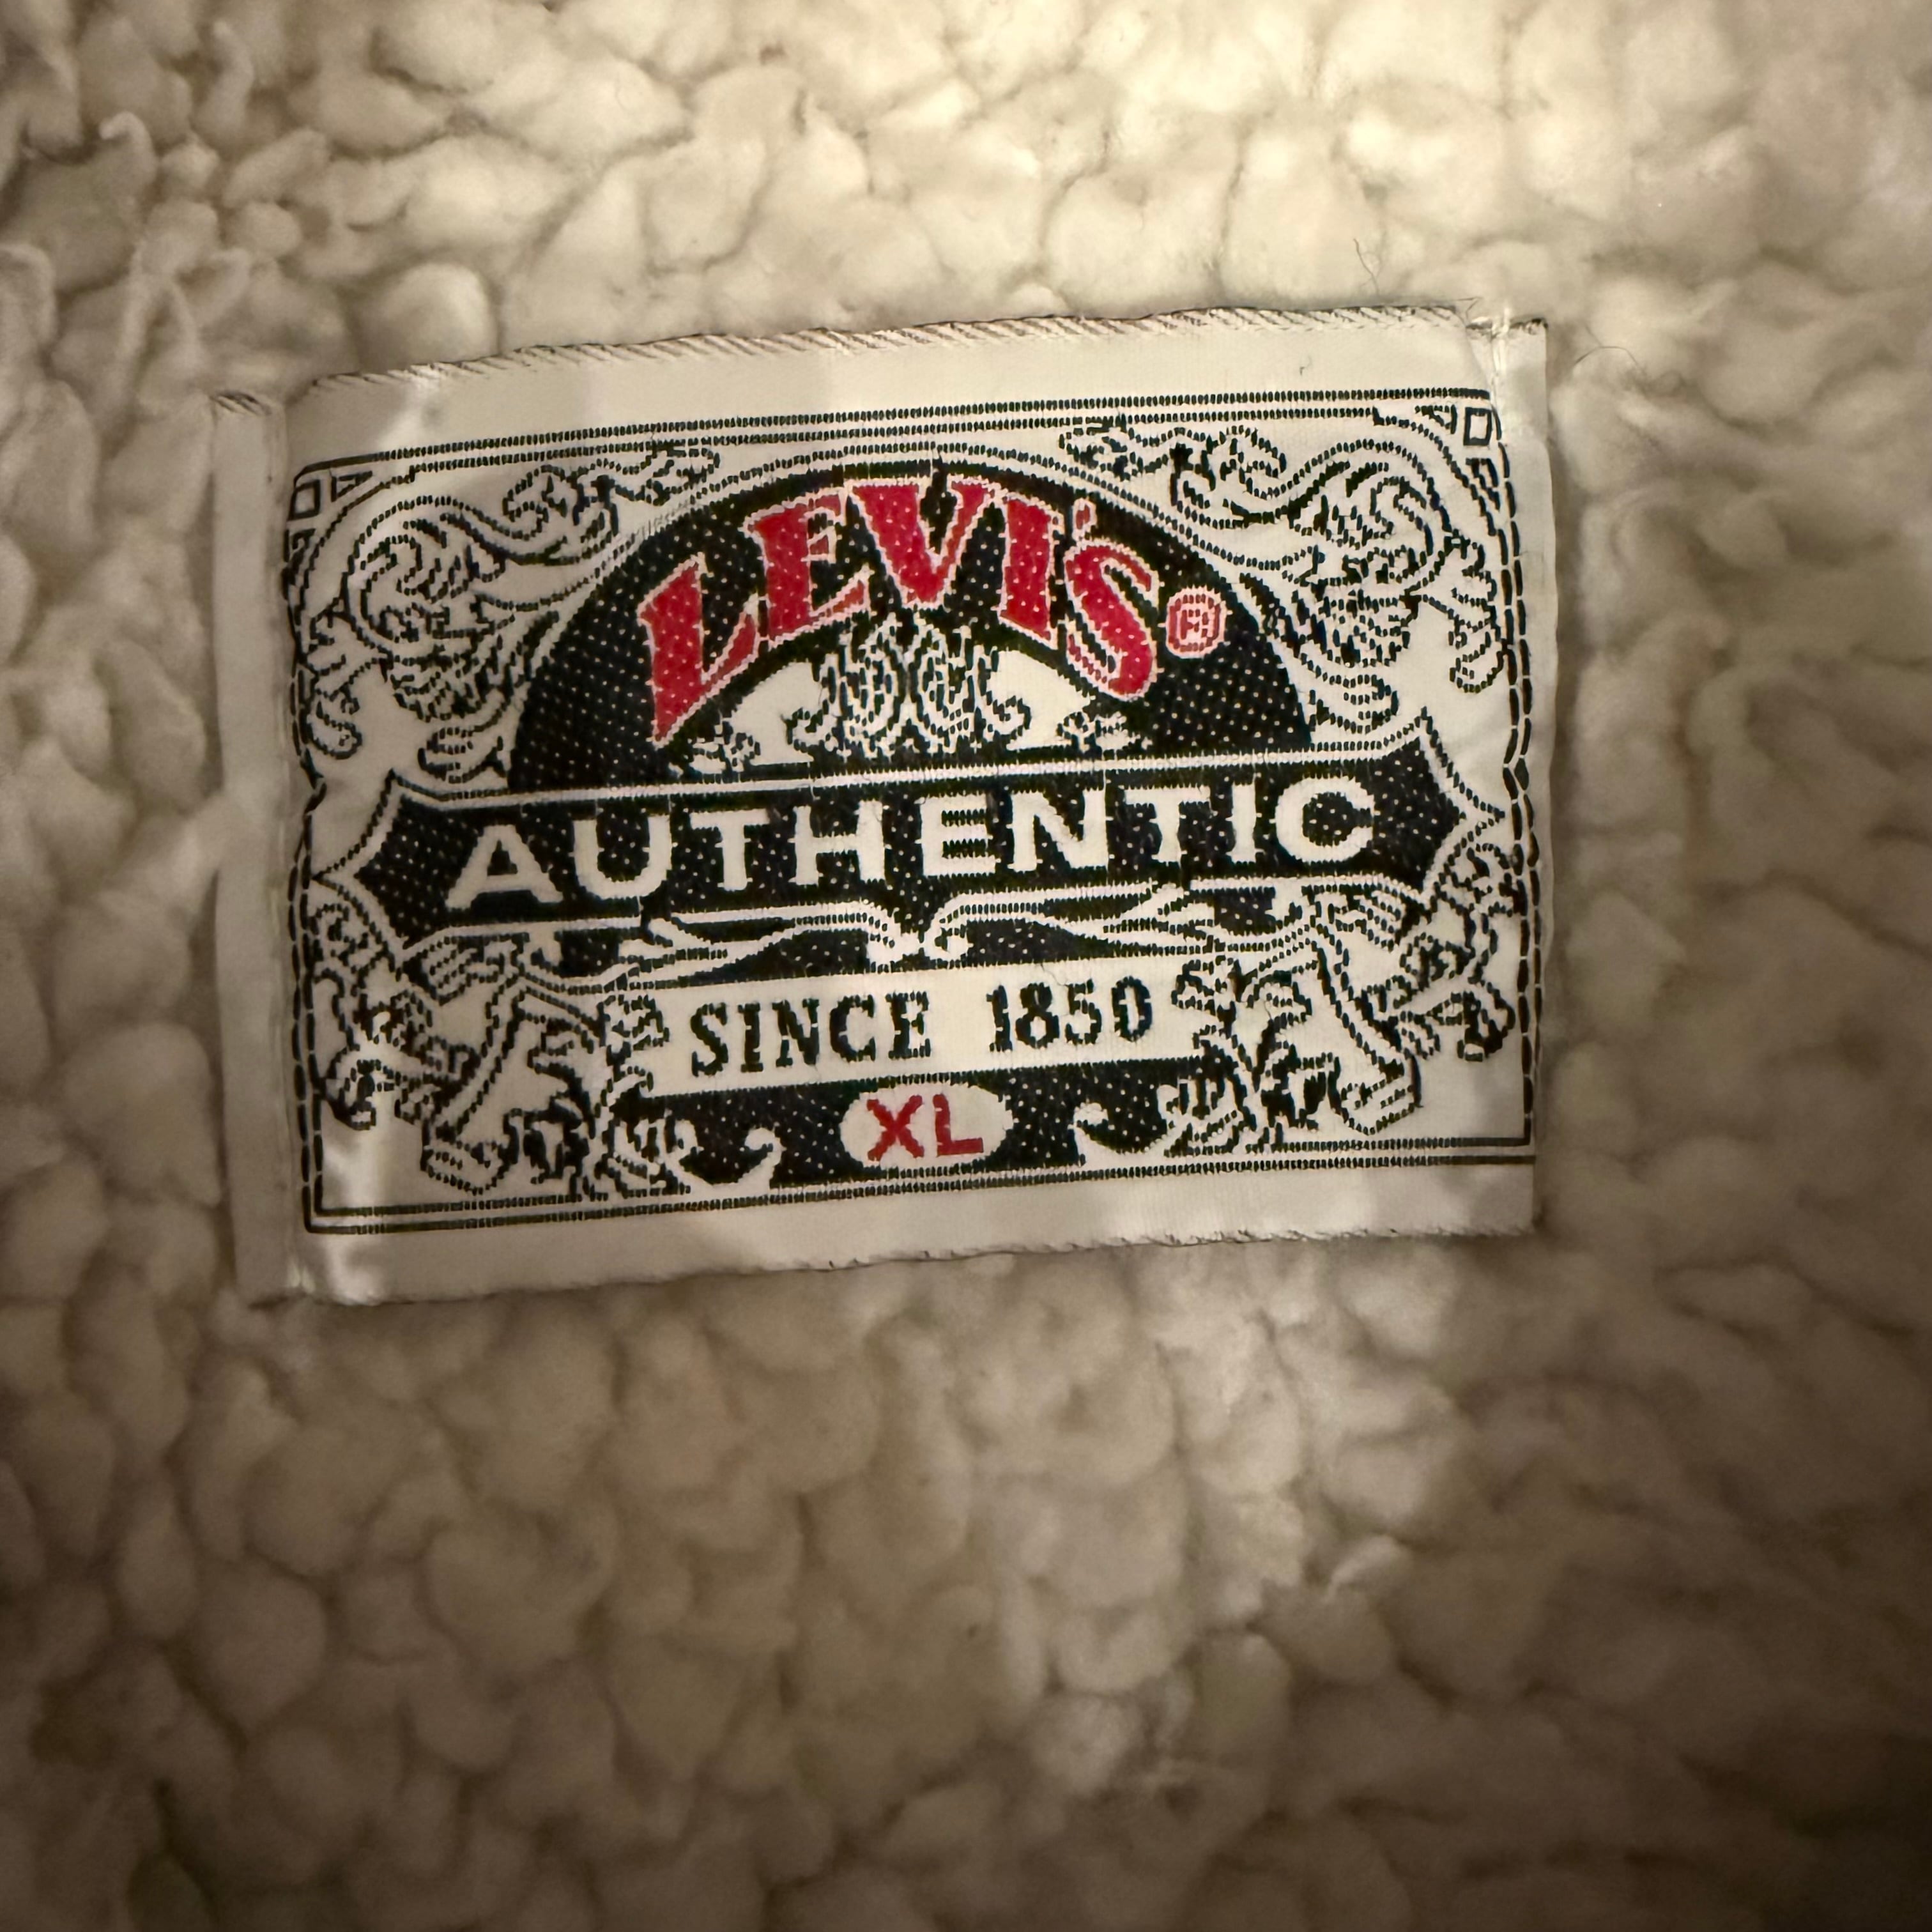 LEVI'S®
AUTHENTIC
SINCE 1850
XL